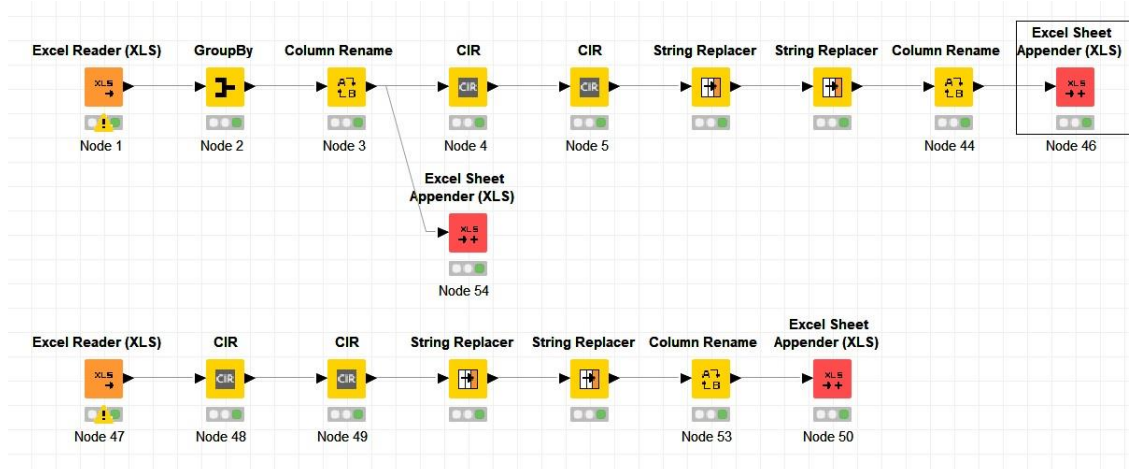 Excel Sheet
Excel Reader (XLS) GroupBy Column Rename CIR CIR String Replacer String Replacer Column Rename Appender (XLS)
XLS A B CIR CIR A B XLS
Node 1 Node 2 Node 3 Node 4 Node 5 Node 44 Node 46
Excel Sheet
Appender (XLS)
XLS
Node 54
Excel Sheet
Excel Reader (XLS) CIR CIR String Replacer String Replacer Column Rename Appender (XLS)
XLS CIR CIR A B XLS
Node 47 Node 48 Node 49 Node 53 Node 50